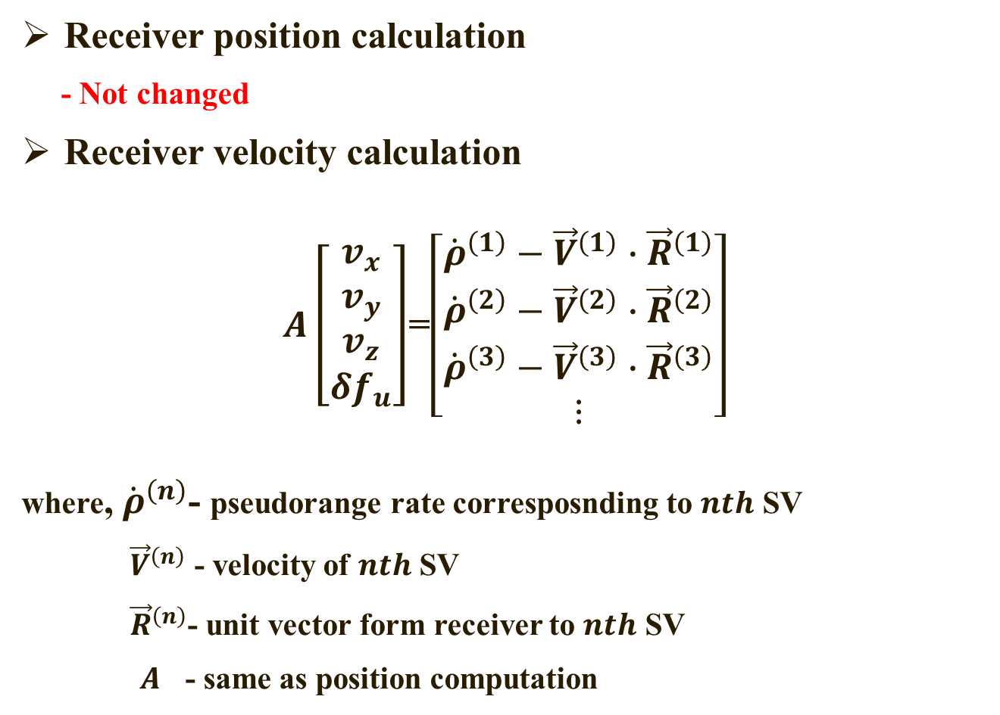 ➢ Receiver position calculation
- Not changed
➢ Receiver velocity calculation
$A \begin{bmatrix} v_x \\ v_y \\ v_z \\ \delta f_u \end{bmatrix} = \begin{bmatrix} \dot{\rho}^{(1)} - \vec{V}^{(1)} \cdot \vec{R}^{(1)} \\ \dot{\rho}^{(2)} - \vec{V}^{(2)} \cdot \vec{R}^{(2)} \\ \dot{\rho}^{(3)} - \vec{V}^{(3)} \cdot \vec{R}^{(3)} \\ \vdots \end{bmatrix}$
where, $\dot{\rho}^{(n)}$- pseudorange rate corresposnding to $nth$ SV
$\vec{V}^{(n)}$ - velocity of $nth$ SV
$\vec{R}^{(n)}$- unit vector form receiver to $nth$ SV
$A$ - same as position computation